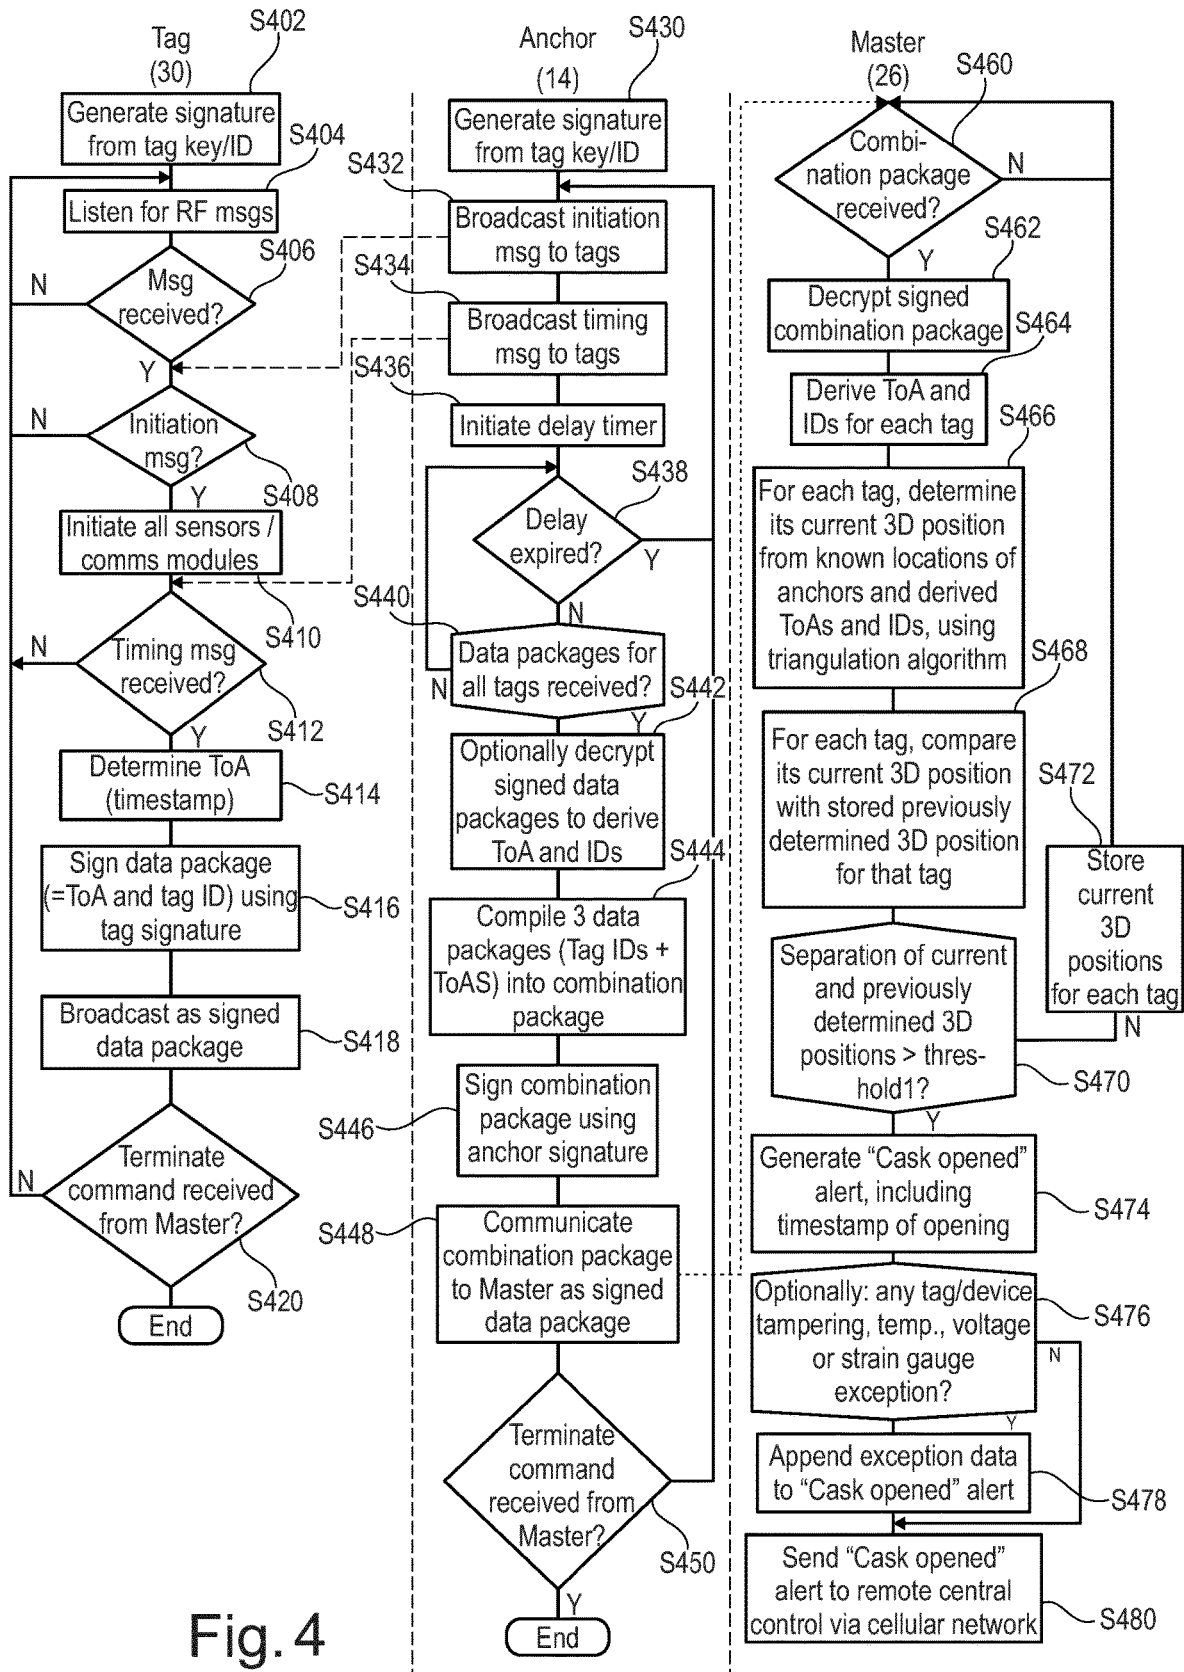 Tag
(30)
S402
Generate signature
from tag key/ID
S404
Listen for RF msgs
S406
Msg
received?
N
Y
Initiation
msg?
N
S408
Y
Initiate all sensors /
comms modules
S410
Timing msg
received?
N
S412
Y
Determine ToA
(timestamp)
S414
Sign data package
(=ToA and tag ID) using
tag signature
S416
Broadcast as signed
data package
S418
Terminate
command received
from Master?
N
S420
End
Anchor
(14)
S430
Generate signature
from tag key/ID
S432
Broadcast initiation
msg to tags
S434
Broadcast timing
msg to tags
S436
Initiate delay timer
S438
Delay
expired?
Y
N
S440
Data packages for
all tags received?
N
Y
S442
Optionally decrypt
signed data
packages to derive
ToA and IDs
S444
Compile 3 data
packages (Tag IDs +
ToAS) into combination
package
S446
Sign combination
package using
anchor signature
S448
Communicate
combination package
to Master as signed
data package
Terminate
command
received from
Master?
S450
Y
End
Master
(26)
S460
Combi-
nation package
received?
N
Y
S462
Decrypt signed
combination package
S464
Derive ToA and
IDs for each tag
S466
For each tag, determine
its current 3D position
from known locations of
anchors and derived
ToAs and IDs, using
triangulation algorithm
S468
For each tag, compare
its current 3D position
with stored previously
determined 3D position
for that tag
S472
Store
current
3D
positions
for each tag
N
Separation of current
and previously
determined 3D
positions > thres-
hold1?
S470
Y
Generate “Cask opened”
alert, including
timestamp of opening
S474
Optionally: any tag/device
tampering, temp., voltage
or strain gauge
exception?
S476
N
Y
Append exception data
to “Cask opened” alert
S478
Send “Cask opened”
alert to remote central
control via cellular network
S480
Fig. 4